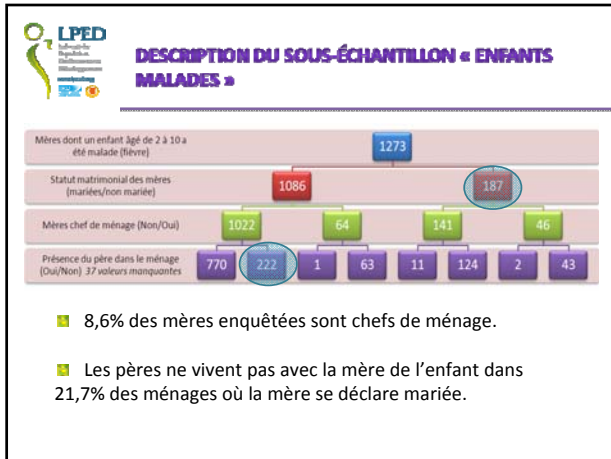 LPED
DESCRIPTION DU SOUS-ÉCHANTILLON « ENFANTS
MALADES »
Mères dont un enfant âgé de 2 à 10 a
été malade (fièvre)
1273
Statut matrimonial des mères
(mariées/non mariée)
1086
187
Mères chef de ménage (Non/Oui)
1022
64
141
46
Présence du père dans le ménage
(Oui/Non) 37 valeurs manquantes
770
222
1
63
11
124
2
43
8,6% des mères enquêtées sont chefs de ménage.
Les pères ne vivent pas avec la mère de l’enfant dans
21,7% des ménages où la mère se déclare mariée.